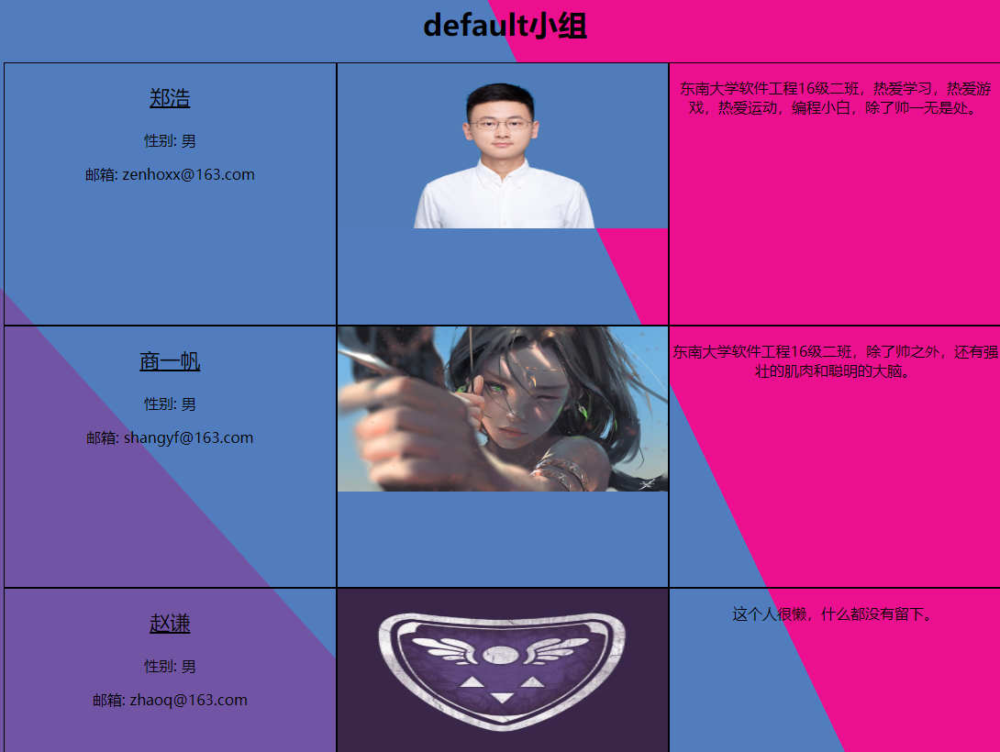 default小组
郑浩
性别: 男
邮箱: zenhoxx@163.com
东南大学软件工程16级二班，热爱学习，热爱游
戏，热爱运动，编程小白，除了帅一无是处。
商一帆
性别: 男
邮箱: shangyf@163.com
东南大学软件工程16级二班，除了帅之外，还有强
壮的肌肉和聪明的大脑。
赵谦
性别: 男
邮箱: zhaoq@163.com
这个人很懒，什么都没有留下。